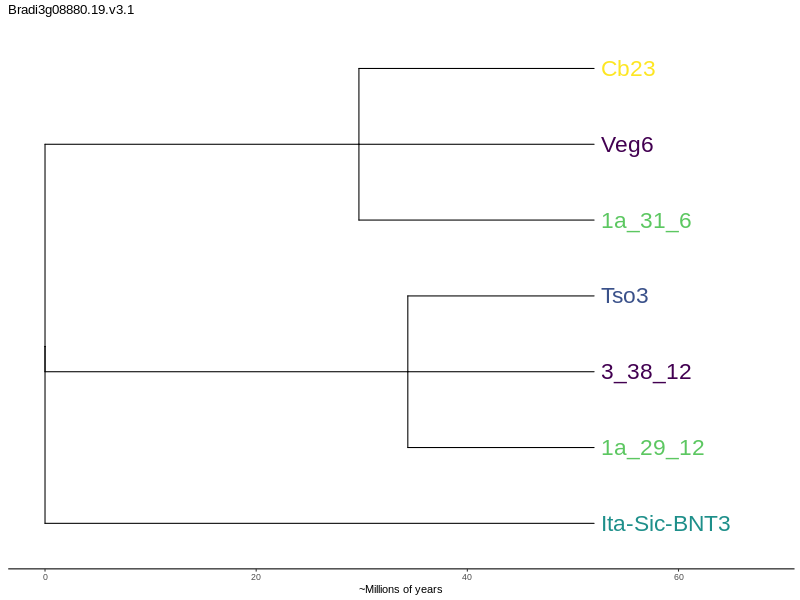 Bradi3g08880.19.v3.1
Cb23
Veg6
1a_31_6
Tso3
3_38_12
1a_29_12
Ita-Sic-BNT3
0 20 40 60
~Millions of years